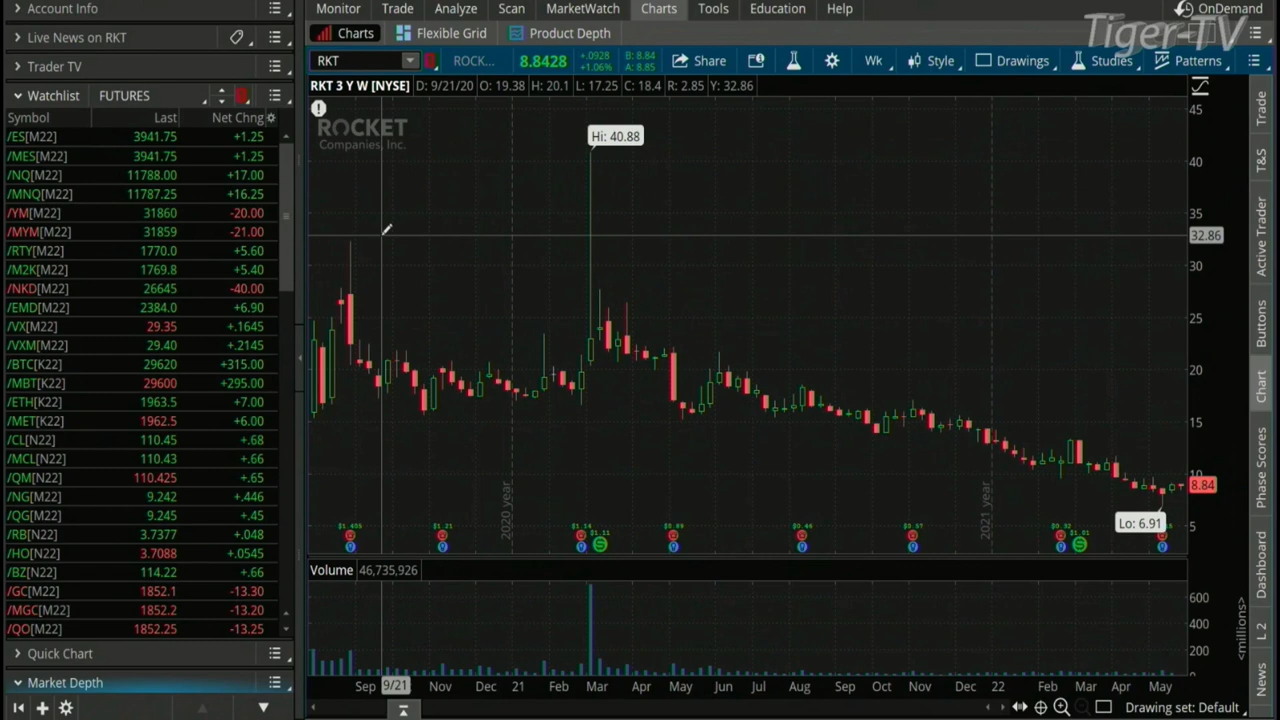 Account Info
Live News on RKT
Trader TV
Watchlist FUTURES
Symbol Last Net Chng
/ES[M22] 3941.75 +1.25
/MES[M22] 3941.75 +1.25
/NQ[M22] 11788.00 +17.00
/MNQ[M22] 11787.25 +16.25
/YM[M22] 31860 -20.00
/MYM[M22] 31859 -21.00
/RTY[M22] 1770.0 +5.60
/M2K[M22] 1769.8 +5.40
/NKD[M22] 26645 -40.00
/EMD[M22] 2384.0 +6.90
/VX[M22] 29.35 +.1645
/VXM[M22] 29.40 +.2145
/BTC[K22] 29620 +315.00
/MBT[K22] 29600 +295.00
/ETH[K22] 1963.5 +7.00
/MET[K22] 1962.5 +6.00
/CL[N22] 110.45 +.68
/MCL[N22] 110.43 +.66
/QM[N22] 110.425 +.65
/NG[N22] 9.242 +.446
/QG[N22] 9.245 +.45
/RB[N22] 3.7377 +.048
/HO[N22] 3.7088 +.0545
/BZ[N22] 114.22 +.66
/GC[M22] 1852.1 -13.30
/MGC[M22] 1852.2 -13.20
/QO[M22] 1852.25 -13.25
Quick Chart
Market Depth
Monitor Trade Analyze Scan MarketWatch Charts Tools Education Help OnDemand
Tiger-TV
Charts Flexible Grid Product Depth
RKT ROCK... 8.8428 +.0928 +1.06% B: 8.84 A: 8.85 Share Wk Style Drawings Studies Patterns
RKT 3 Y W [NYSE] D: 9/21/20 O: 19.38 H: 20.1 L: 17.25 C: 18.4 R: 2.85 Y: 32.86
ROCKET
Companies, Inc.
Hi: 40.88
45
40
35
32.86
30
25
20
15
10
8.84
5
Lo: 6.91
2020 year
2021 year
$1.21 $1.14 $1.11 $0.46
Volume 46,735,926
600
400
200
<millions>
Sep 9/21 Nov Dec 21 Feb Mar Apr May Jun Jul Aug Sep Oct Nov Dec 22 Feb Mar Apr May
Drawing set: Default
Trade
T&S
Active Trader
Buttons
Chart
Phase Scores
Dashboard
L 2
News